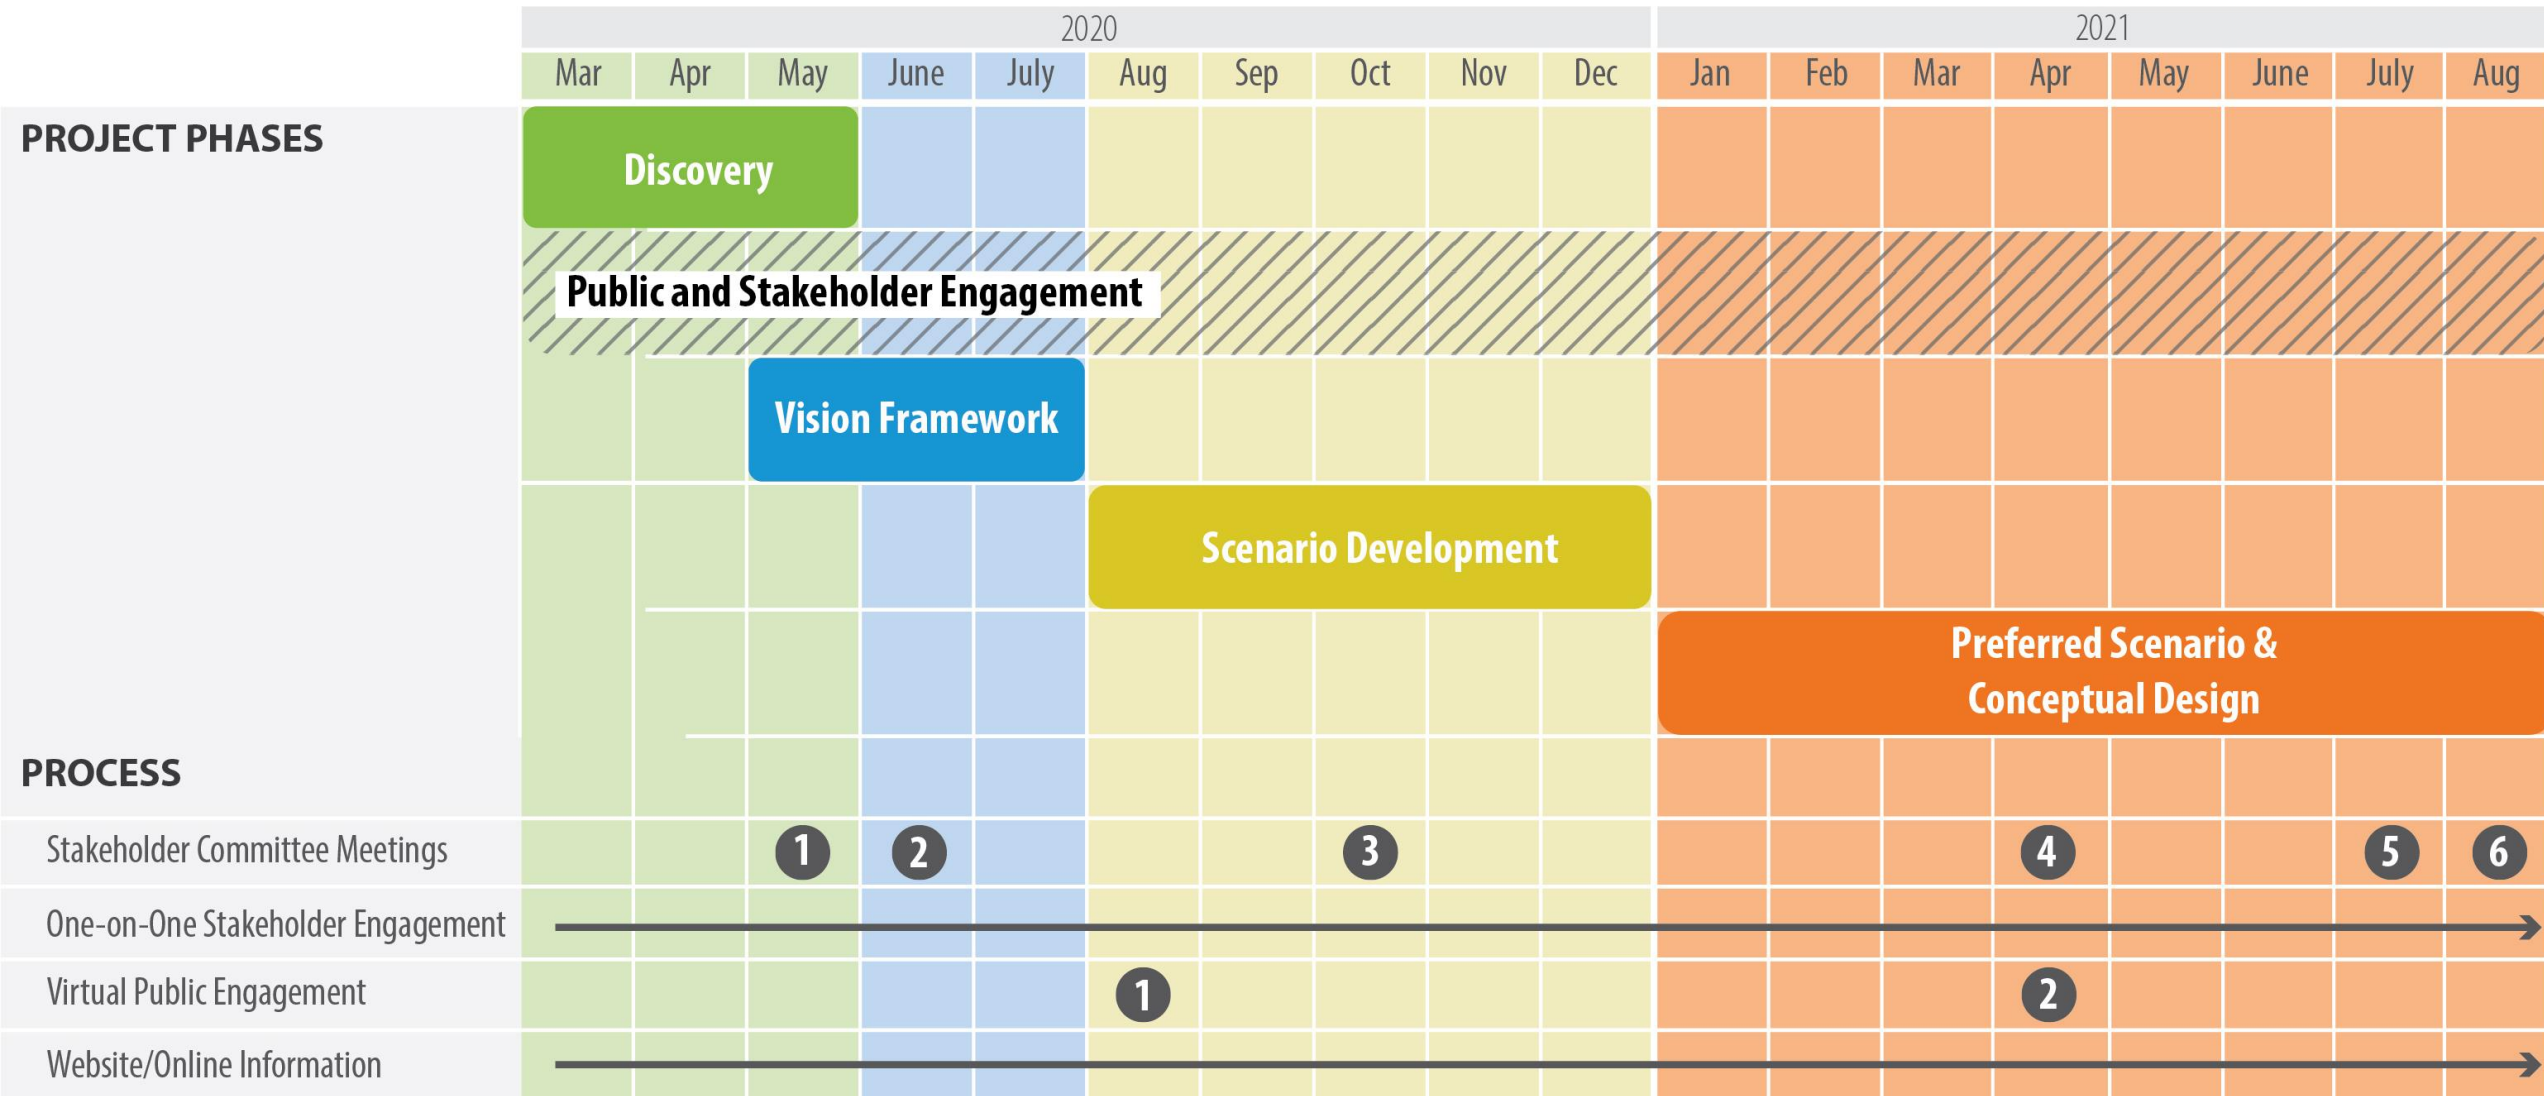 2020 2021
Mar Apr May June July Aug Sep Oct Nov Dec Jan Feb Mar Apr May June July Aug
PROJECT PHASES
Discovery
Public and Stakeholder Engagement
Vision Framework
Scenario Development
Preferred Scenario &
Conceptual Design
PROCESS
Stakeholder Committee Meetings 1 2 3 4 5 6
One-on-One Stakeholder Engagement
Virtual Public Engagement 1 2
Website/Online Information